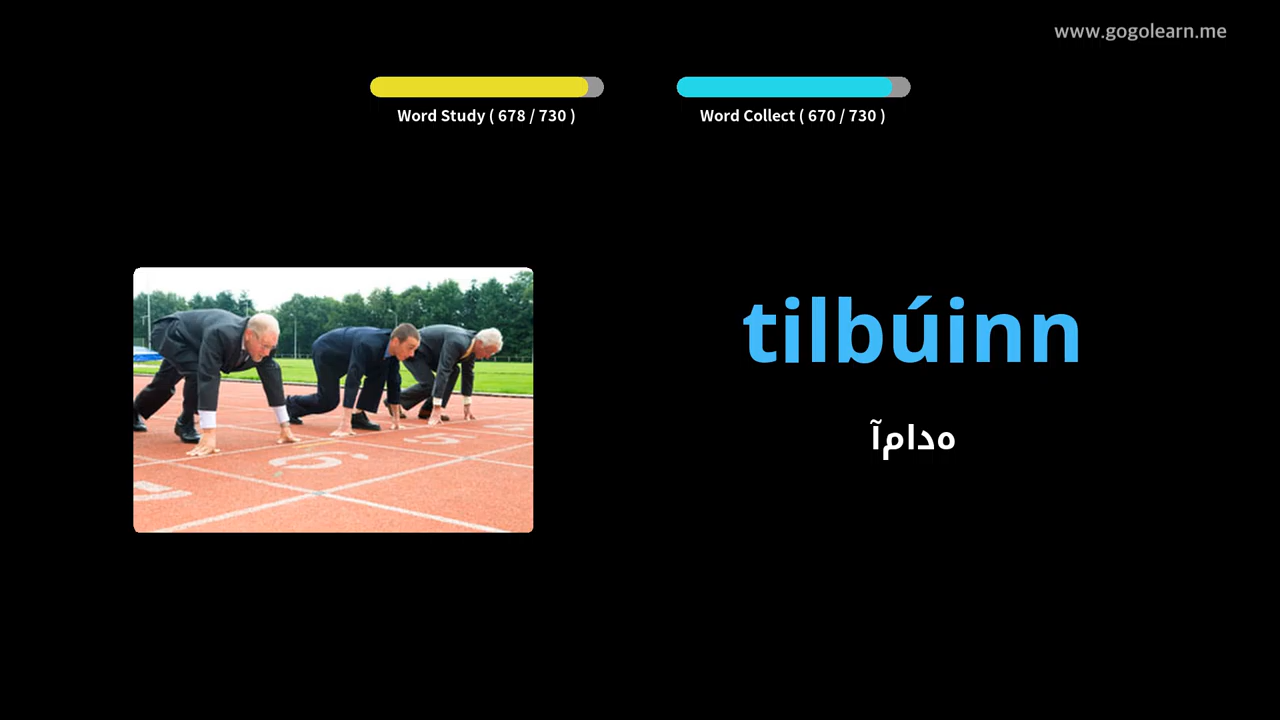 www.gogolearn.me
Word Study ( 678 / 730 )
Word Collect ( 670 / 730 )
tilbúinn
آماده